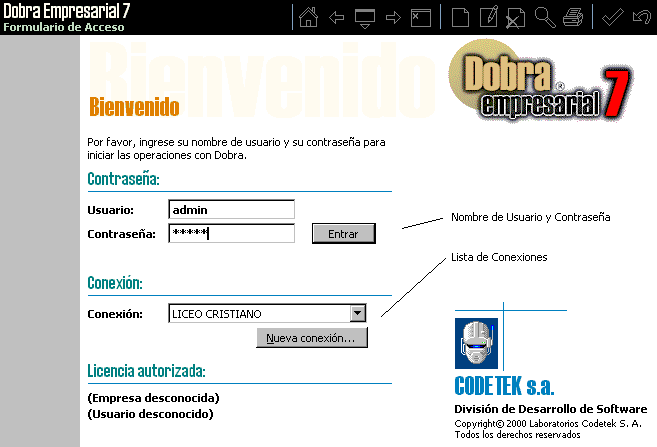 Dobra Empresarial 7
Formulario de Acceso
Bienvenido
Bienvenido
Dobra®
empresarial 7
Por favor, ingrese su nombre de usuario y su contraseña para
iniciar las operaciones con Dobra.
Contraseña:
Usuario: admin
Contraseña: ***** Entrar
Nombre de Usuario y Contraseña
Lista de Conexiones
Conexión:
Conexión: LICEO CRISTIANO
Nueva conexión...
Licencia autorizada:
(Empresa desconocida)
(Usuario desconocido)
CODETEK s.a.
División de Desarrollo de Software
Copyright© 2000 Laboratorios Codetek S. A.
Todos los derechos reservados